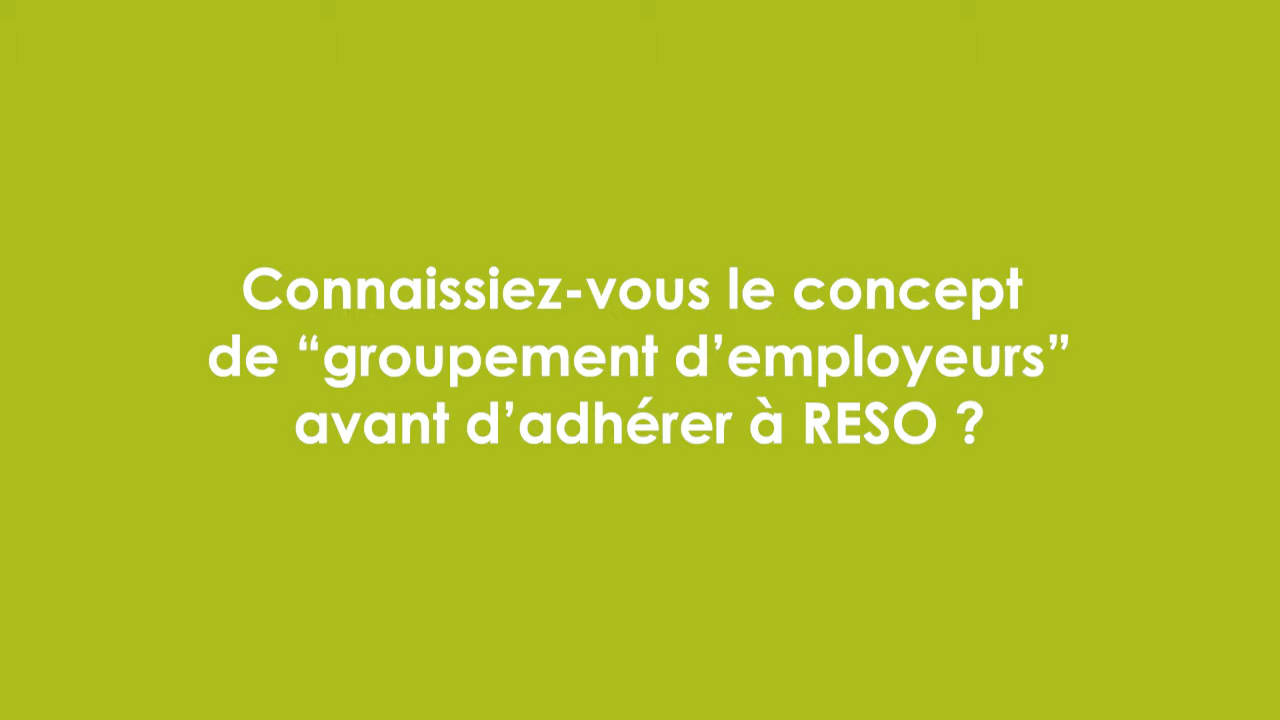 Connaissiez-vous le concept
de “groupement d’employeurs”
avant d’adhérer à RESO ?